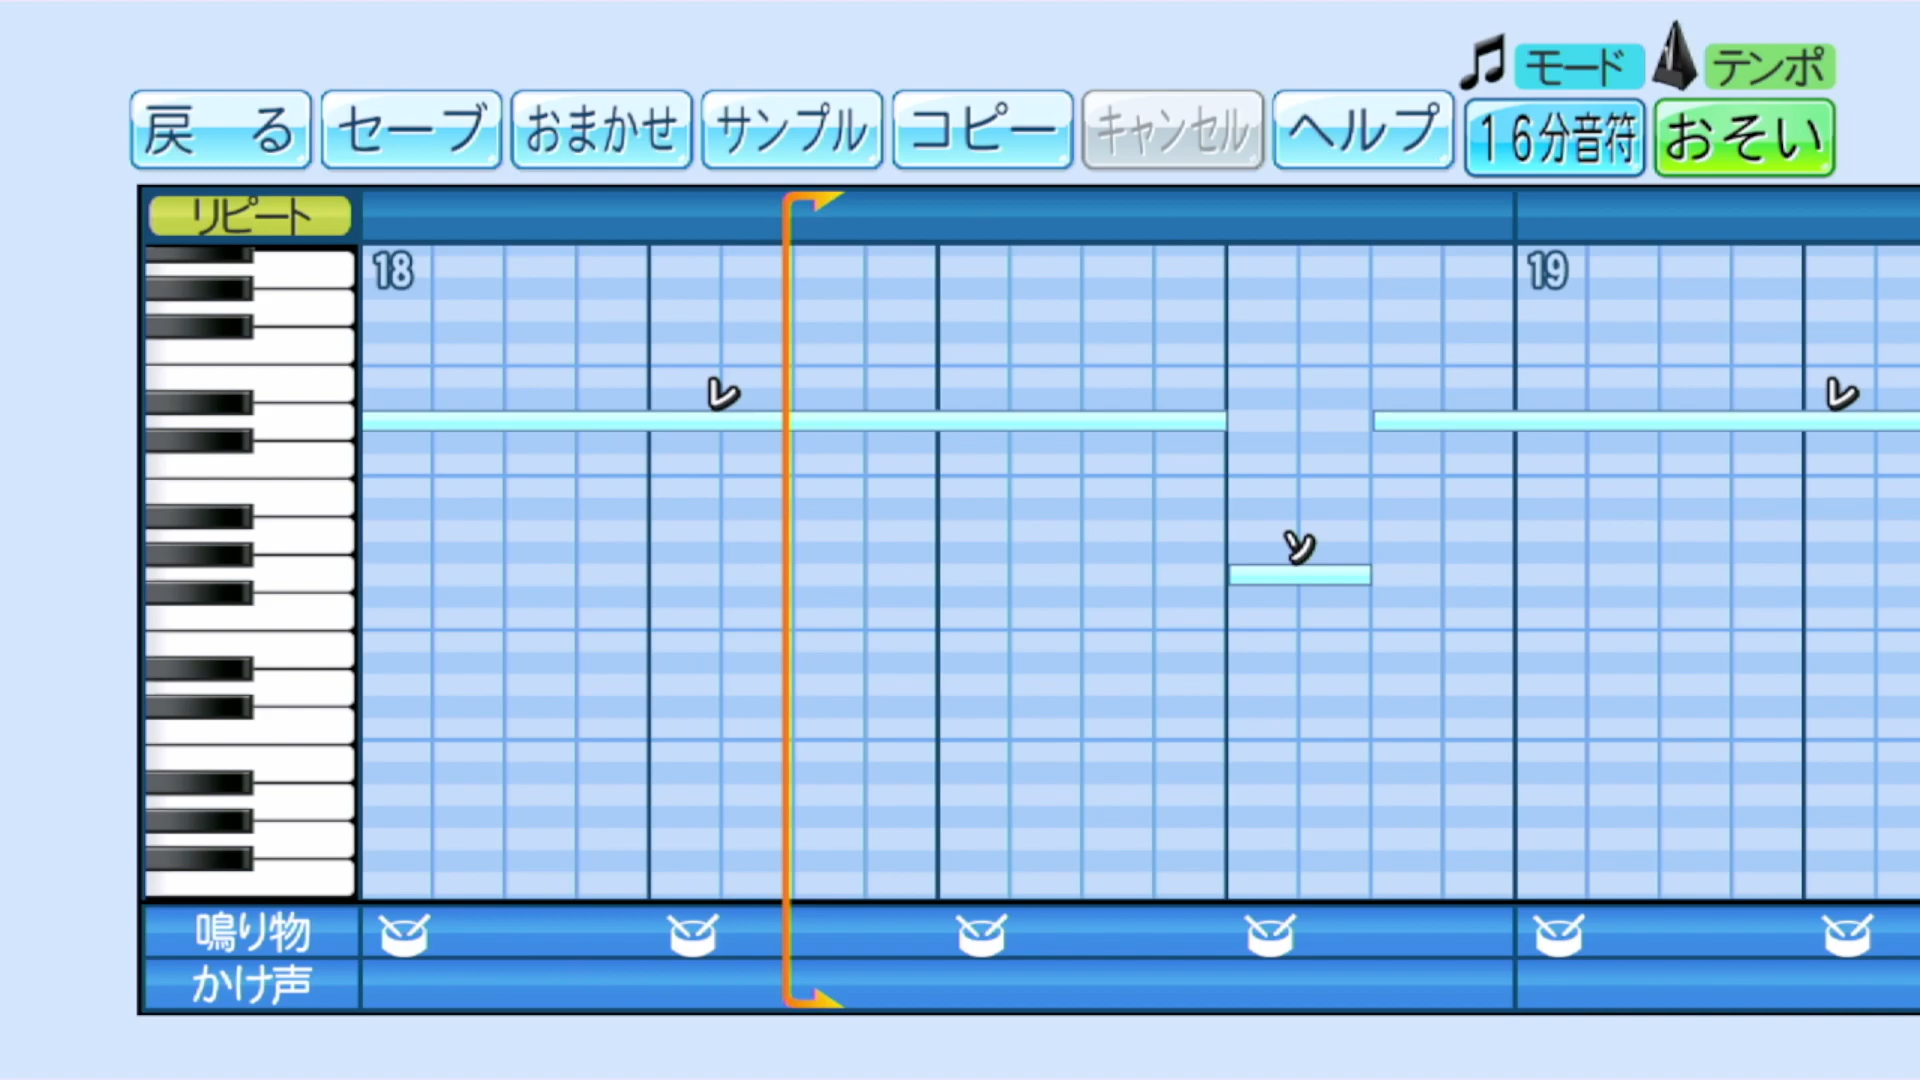 モード テンポ
戻る セーブ おまかせ サンプル コピー キャンセル ヘルプ 16分音符 おそい
リピート
18 19
レ レ
ソ
鳴り物
かけ声